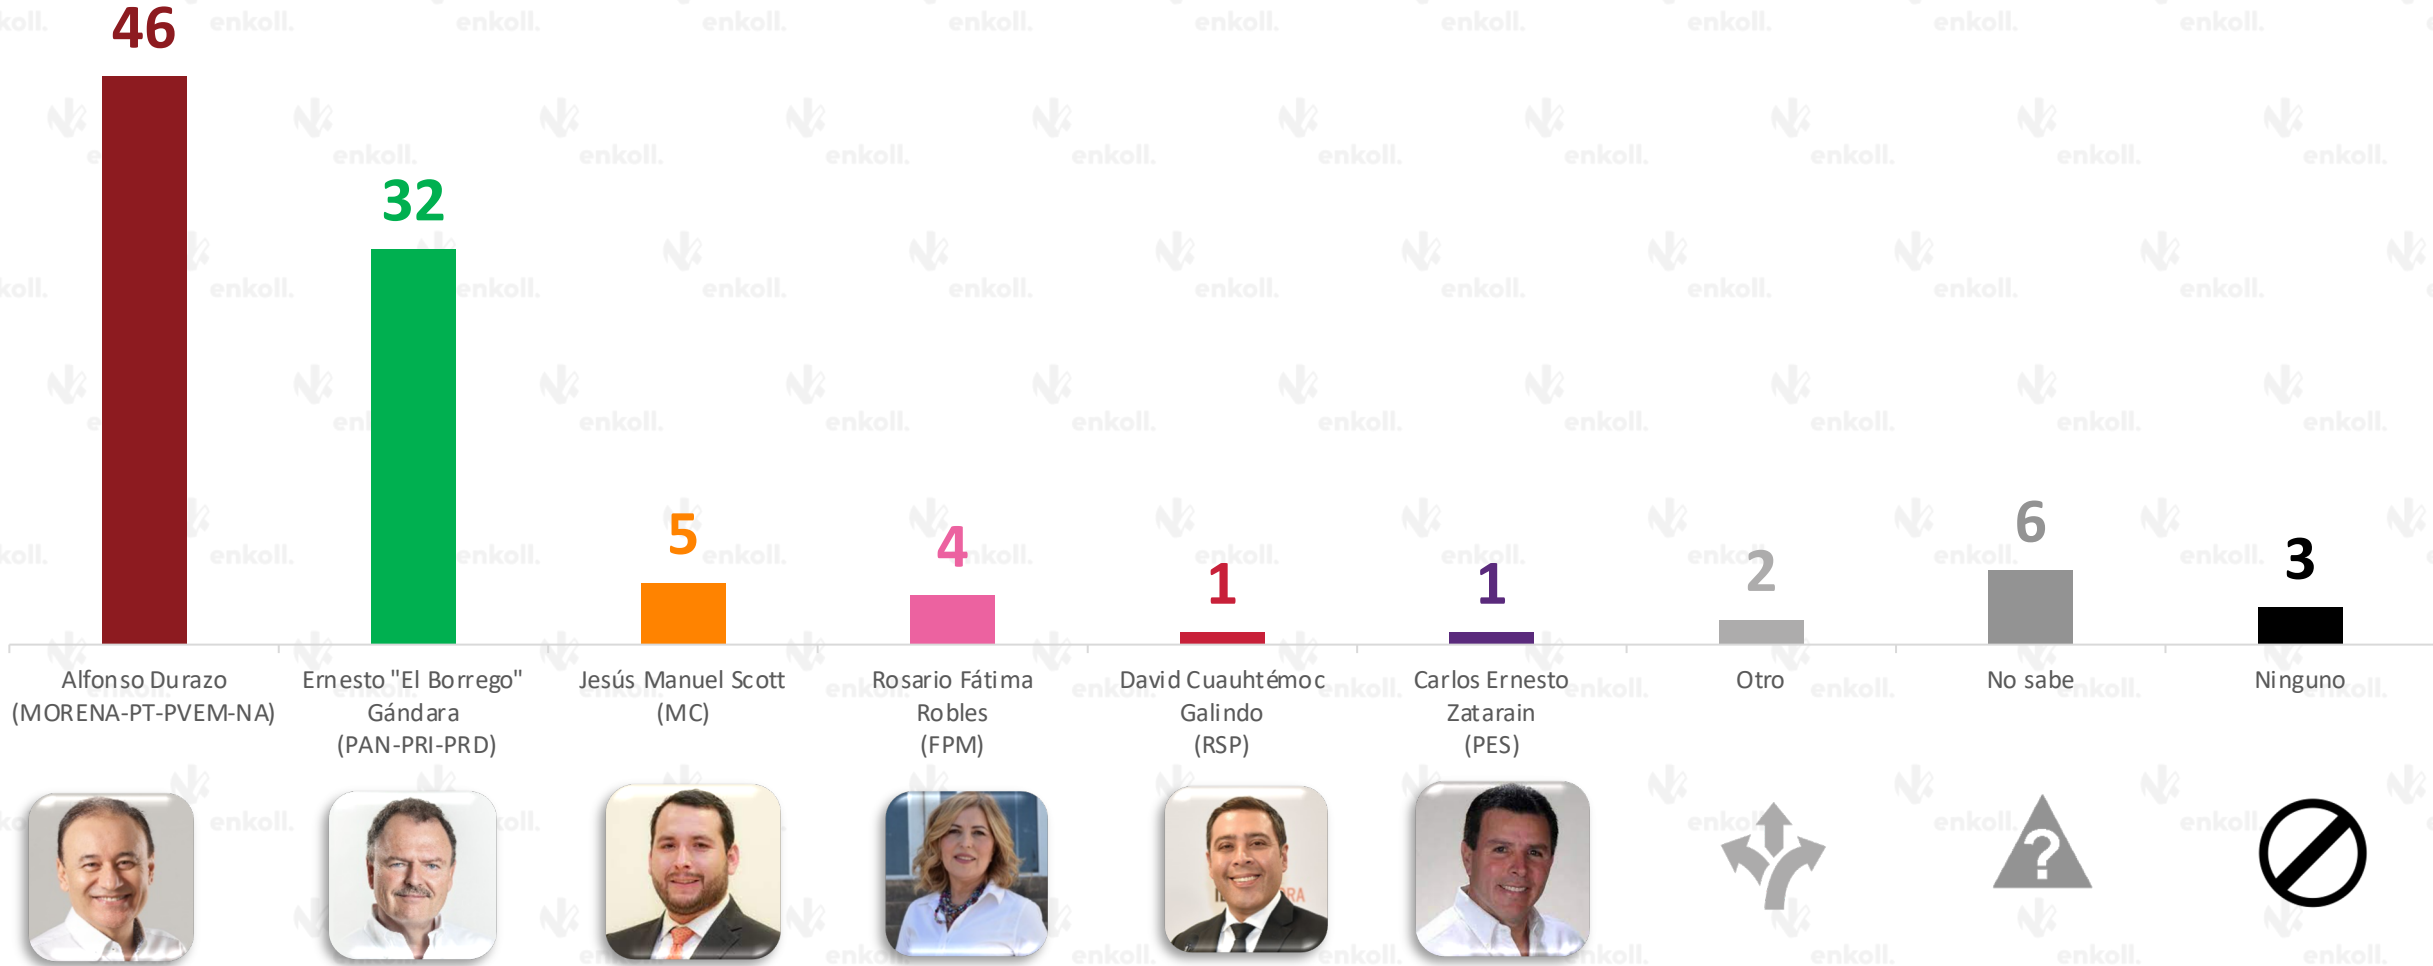 46
32
5
4
1
1
2
6
3
Alfonso Durazo
(MORENA-PT-PVEM-NA)
Ernesto "El Borrego"
Gándara
(PAN-PRI-PRD)
Jesús Manuel Scott
(MC)
Rosario Fátima
Robles
(FPM)
David Cuauhtémoc
Galindo
(RSP)
Carlos Ernesto
Zatarain
(PES)
Otro
No sabe
Ninguno
?
enkoll.